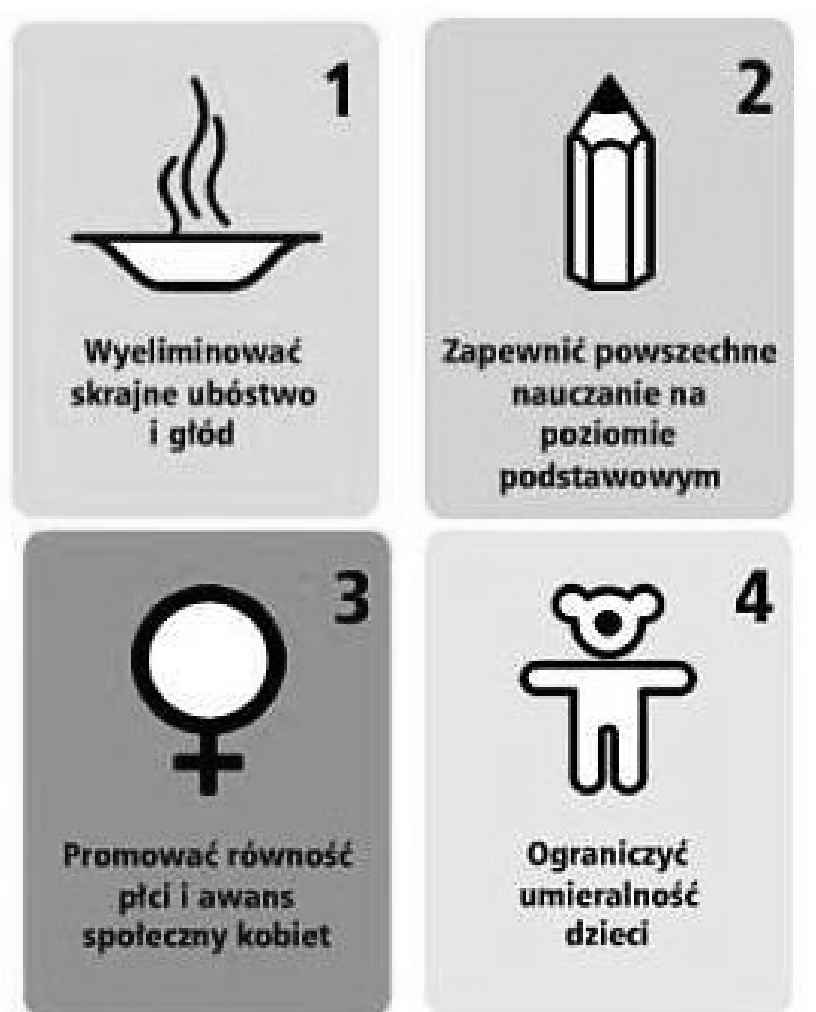 1
Wyeliminować
skrajne ubóstwo
i głód
2
Zapewnić powszechne
nauczanie na
poziomie
podstawowym
3
Promować równość
płci i awans
społeczny kobiet
4
Ograniczyć
umieralność
dzieci